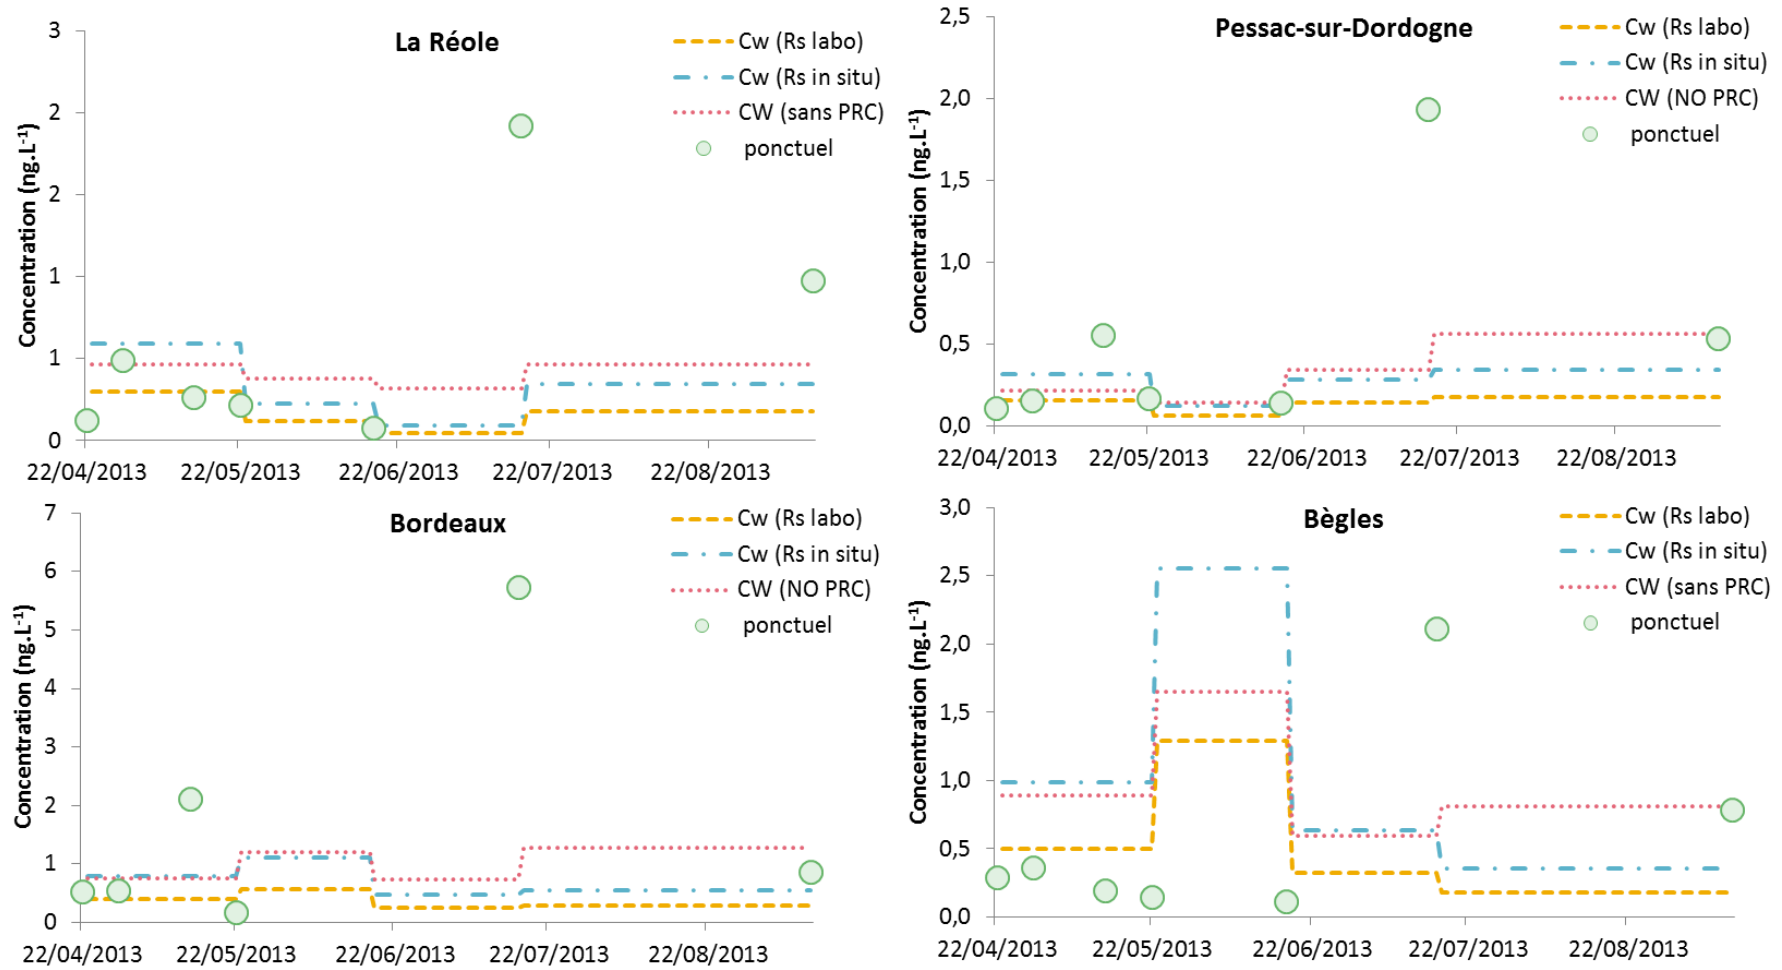 La Réole
Cw (Rs labo)
Cw (Rs in situ)
CW (sans PRC)
ponctuel
Concentration (ng.L⁻¹)
3
2
2
1
1
0
22/04/2013 22/05/2013 22/06/2013 22/07/2013 22/08/2013
Pessac-sur-Dordogne
Cw (Rs labo)
Cw (Rs in situ)
CW (NO PRC)
ponctuel
Concentration (ng.L⁻¹)
2,5
2,0
1,5
1,0
0,5
0,0
22/04/2013 22/05/2013 22/06/2013 22/07/2013 22/08/2013
Bordeaux
Cw (Rs labo)
Cw (Rs in situ)
CW (NO PRC)
ponctuel
Concentration (ng.L⁻¹)
7
6
5
4
3
2
1
0
22/04/2013 22/05/2013 22/06/2013 22/07/2013 22/08/2013
Bègles
Cw (Rs labo)
Cw (Rs in situ)
CW (sans PRC)
ponctuel
Concentration (ng.L⁻¹)
3,0
2,5
2,0
1,5
1,0
0,5
0,0
22/04/2013 22/05/2013 22/06/2013 22/07/2013 22/08/2013